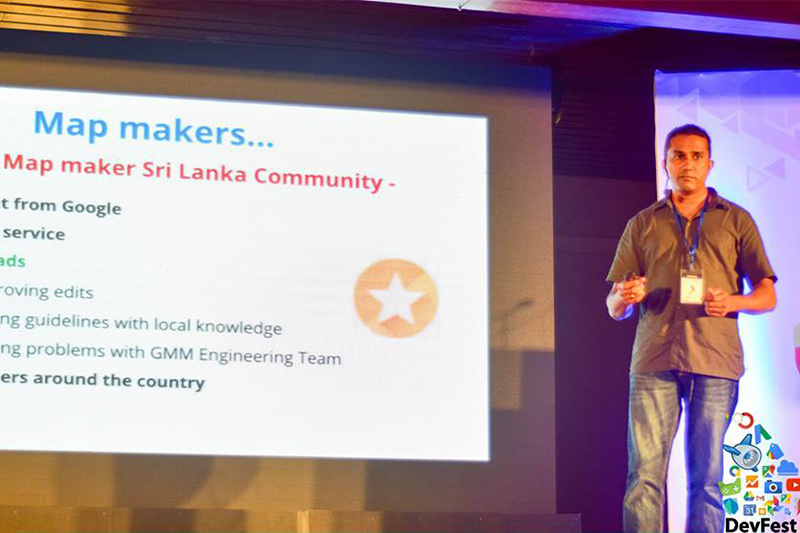 Map makers...
Map maker Sri Lanka Community -
t from Google
service
ads
roving edits
ng guidelines with local knowledge
ng problems with GMM Engineering Team
ers around the country
DevFest